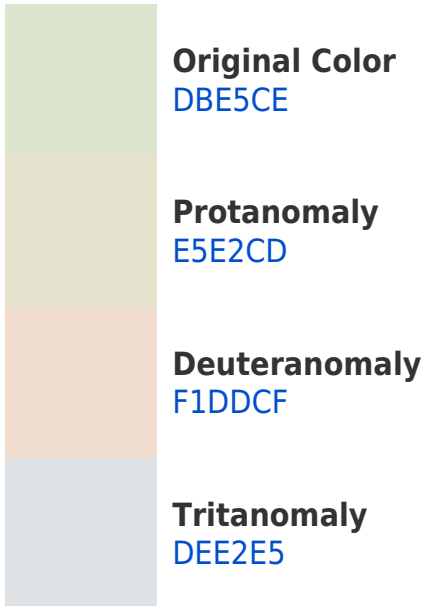 Original Color
DBE5CE
Protanomaly
E5E2CD
Deuteranomaly
F1DDCF
Tritanomaly
DEE2E5